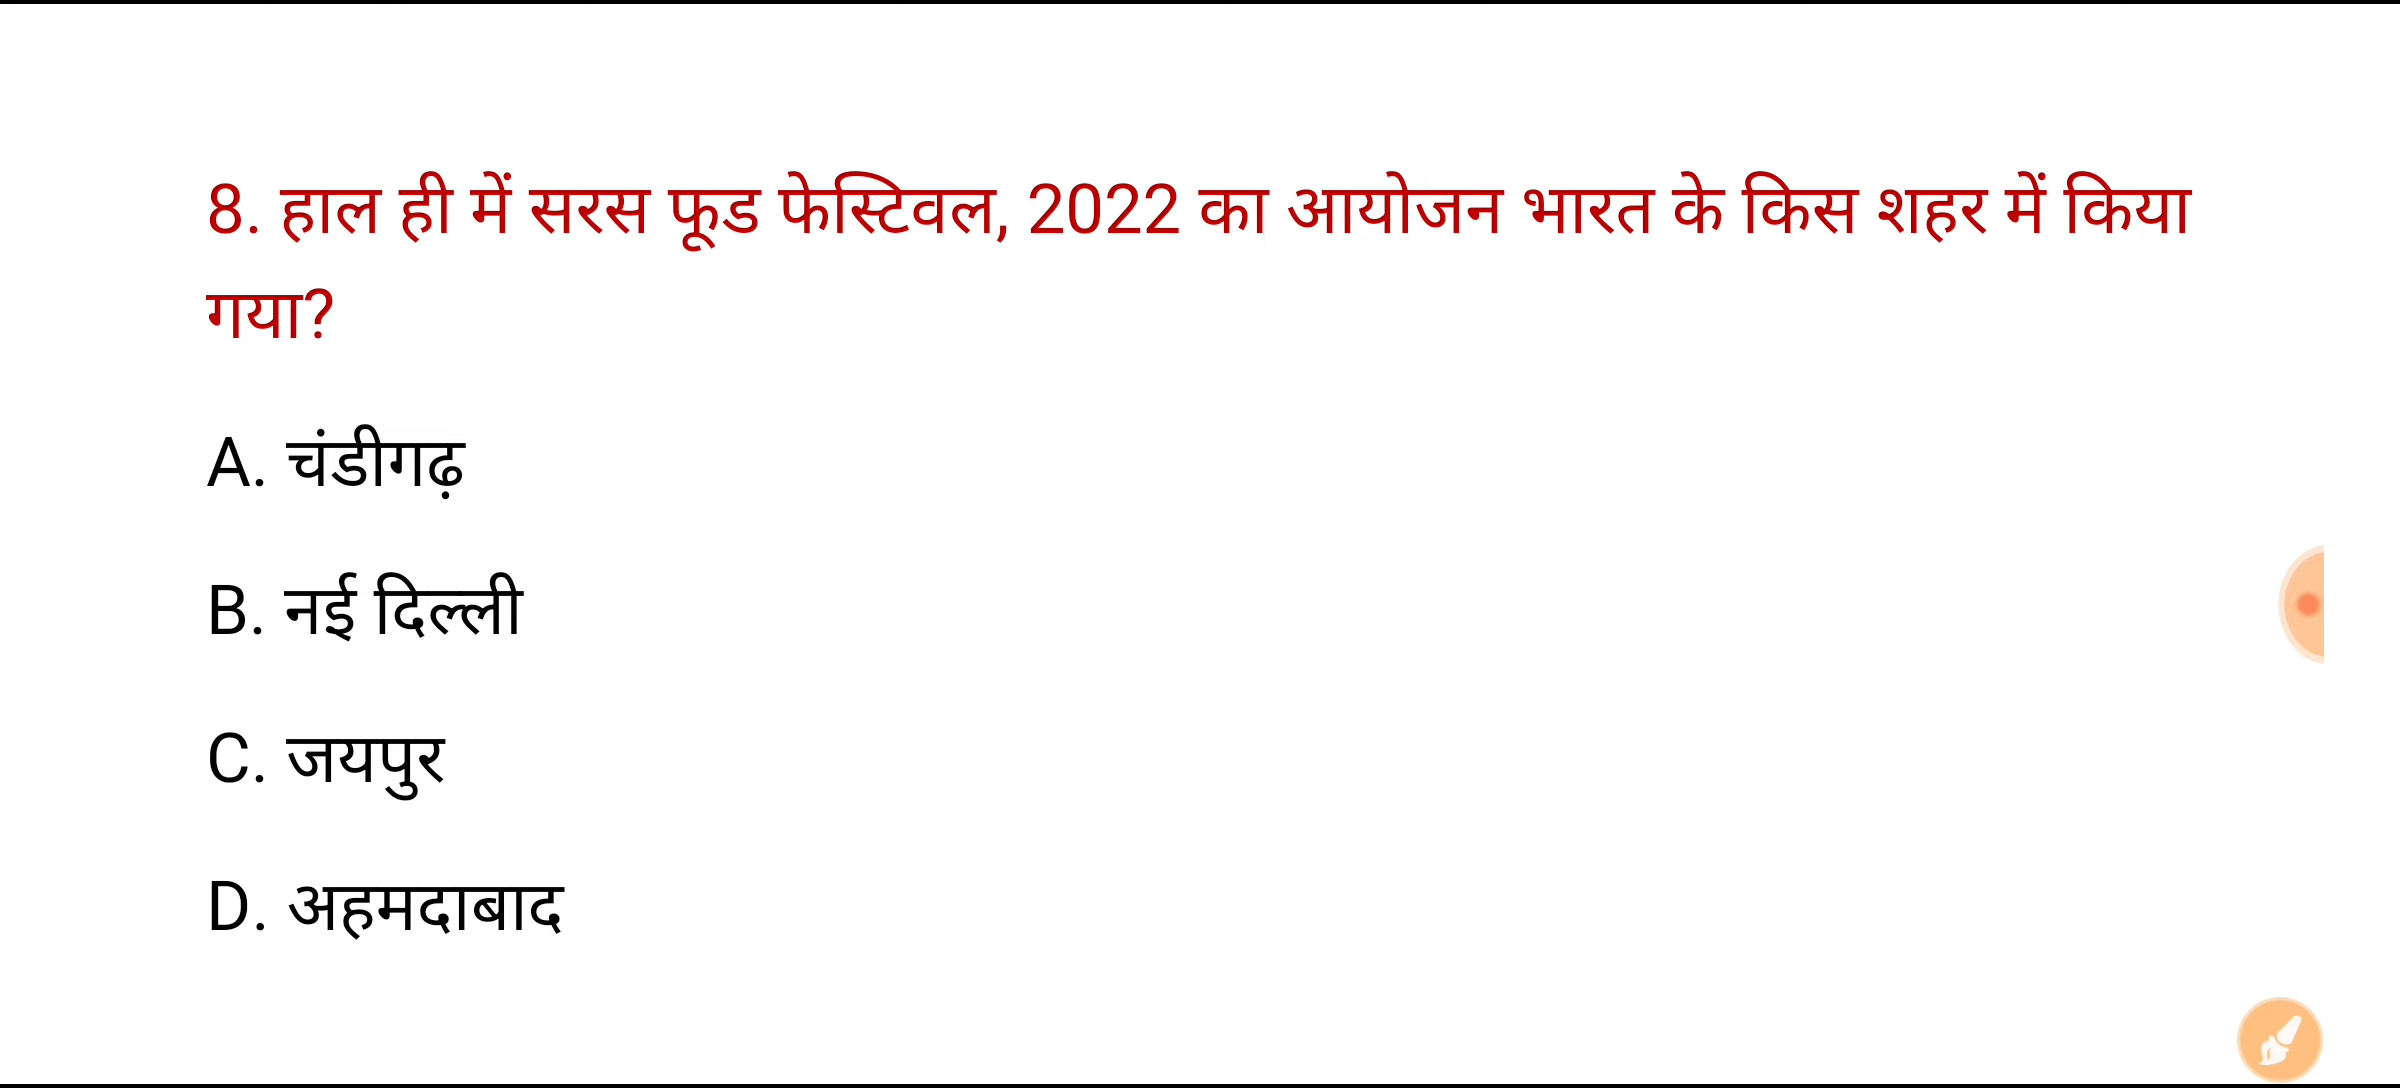 8. हाल ही में सरस फूड फेस्टिवल, 2022 का आयोजन भारत के किस शहर में किया
गया?
A. चंडीगढ़
B. नई दिल्ली
C. जयपुर
D. अहमदाबाद